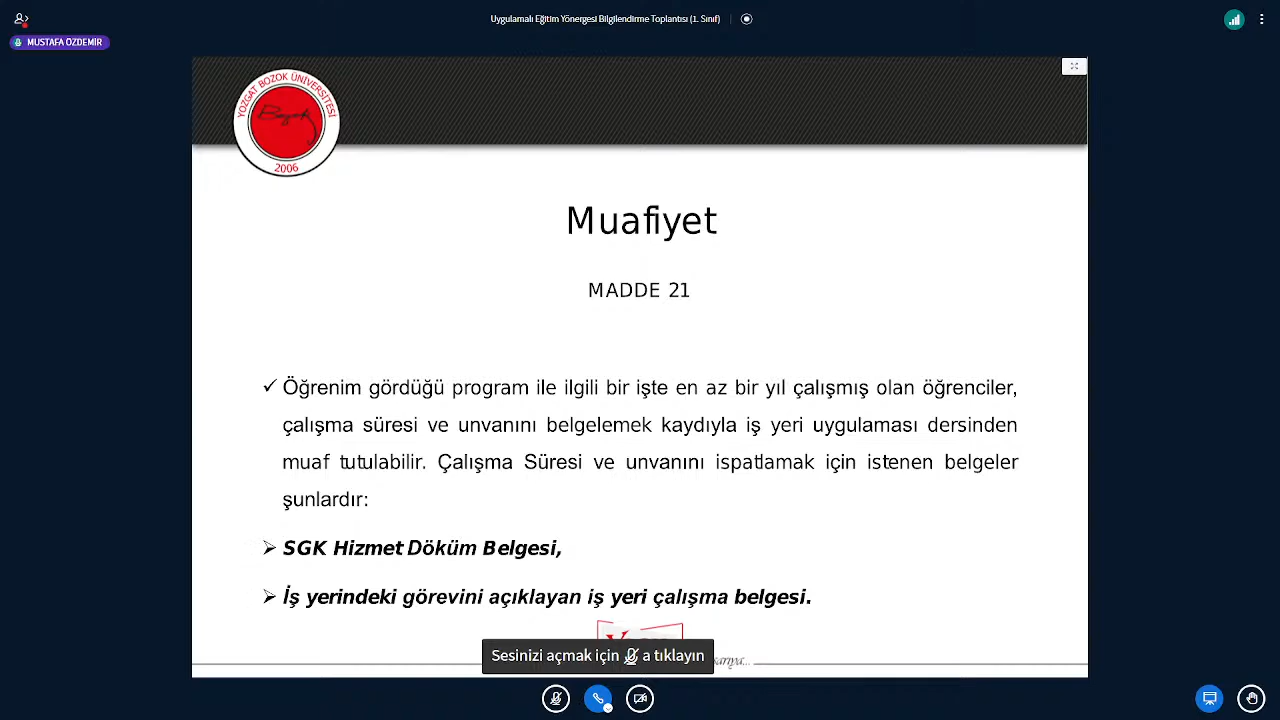 Uygulamalı Eğitim Yönergesi Bilgilendirme Toplantısı (1. Sınıf)
MUSTAFA ÖZDEMİR
YOZGAT BOZOK ÜNİVERSİTESİ
Bozok
2006
Muafiyet
MADDE 21
✓ Öğrenim gördüğü program ile ilgili bir işte en az bir yıl çalışmış olan öğrenciler,
çalışma süresi ve unvanını belgelemek kaydıyla iş yeri uygulaması dersinden
muaf tutulabilir. Çalışma Süresi ve unvanını ispatlamak için istenen belgeler
şunlardır:
➢ SGK Hizmet Döküm Belgesi,
➢ İş yerindeki görevini açıklayan iş yeri çalışma belgesi.
Sesinizi açmak için a tıklayın